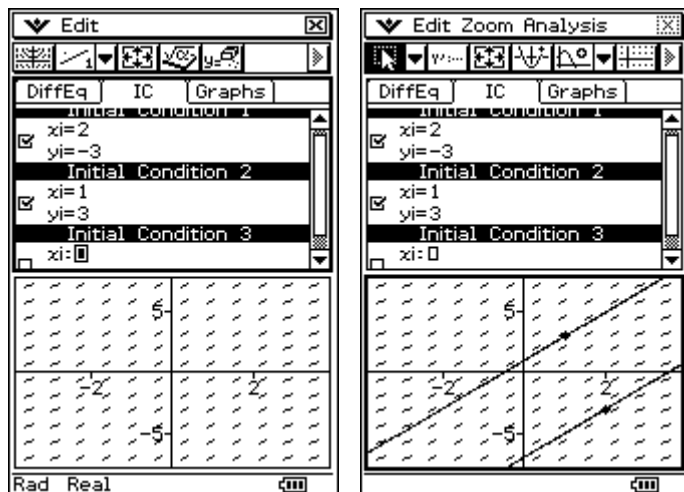 Edit
DiffEq IC Graphs
Initial Condition 1
xi=2
yi=-3
Initial Condition 2
xi=1
yi=3
Initial Condition 3
xi:
5
-2 2
-5
Rad Real
Edit Zoom Analysis
DiffEq IC Graphs
Initial Condition 1
xi=2
yi=-3
Initial Condition 2
xi=1
yi=3
Initial Condition 3
xi:
5
-2 2
-5